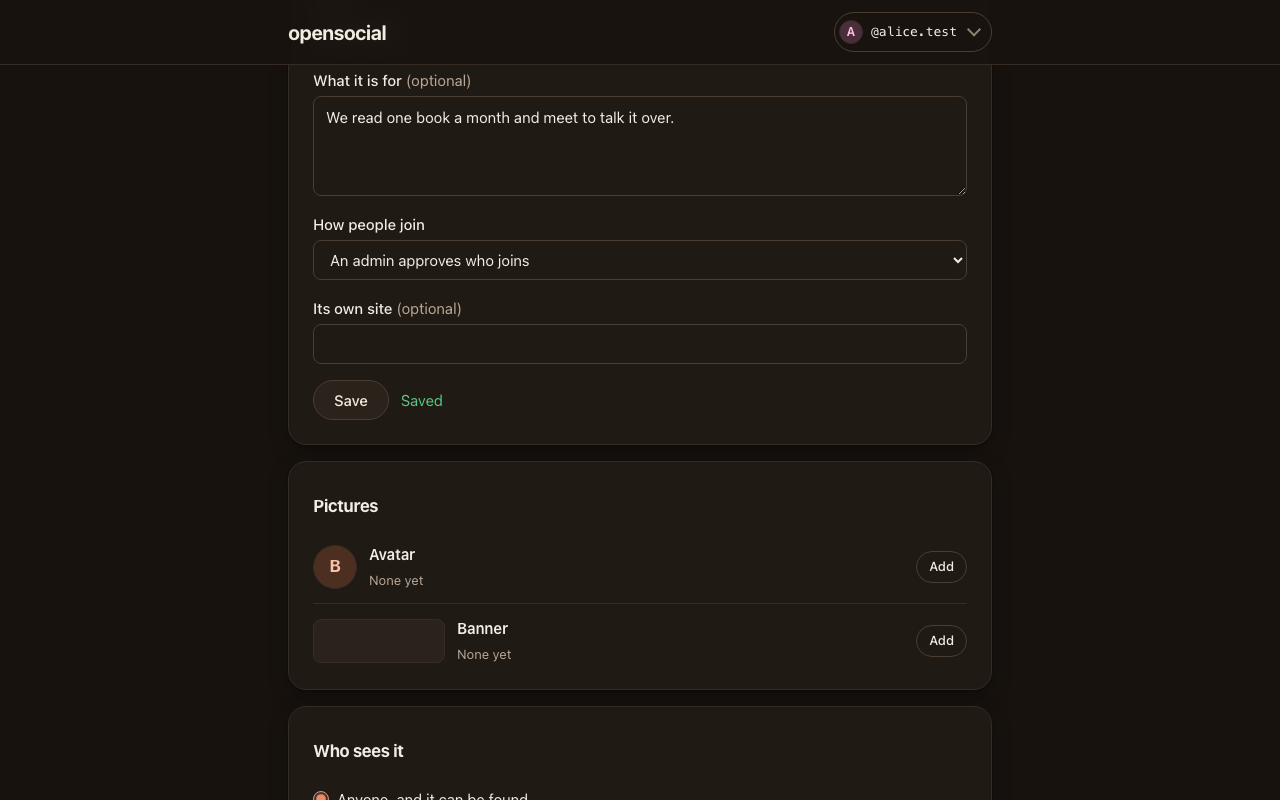 opensocial
A @alice.test
What it is for (optional)
We read one book a month and meet to talk it over.
How people join
An admin approves who joins
Its own site (optional)
Save Saved
Pictures
B
Avatar
None yet
Add
Banner
None yet
Add
Who sees it
Anyone, and it can be found